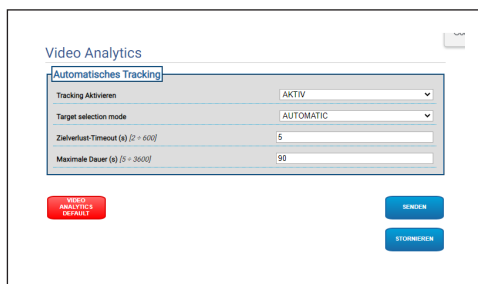 Video Analytics
Automatisches Tracking
Tracking Aktivieren AKTIV
Target selection mode AUTOMATIC
Zielverlust-Timeout (s) [2 ÷ 600] 5
Maximale Dauer (s) [5 ÷ 3600] 90
VIDEO
ANALYTICS
DEFAULT
SENDEN
STORNIEREN